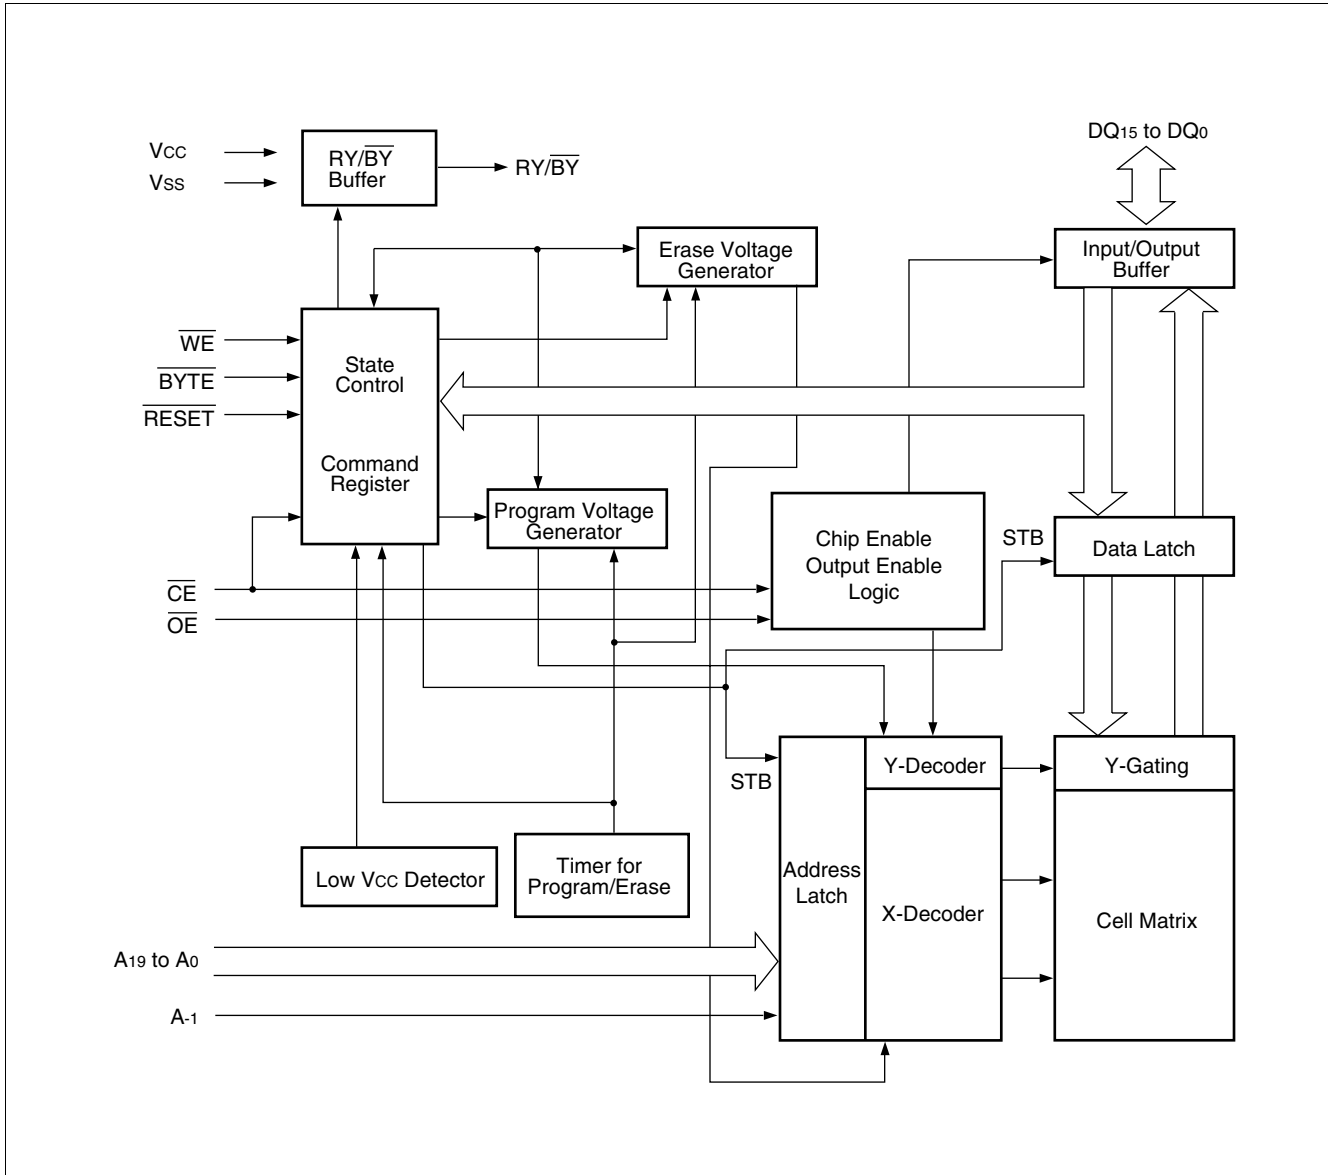 VCC
VSS
RY/BY
Buffer
RY/BY
DQ15 to DQ0
Erase Voltage
Generator
Input/Output
Buffer
WE
BYTE
RESET
State
Control
Command
Register
Program Voltage
Generator
Chip Enable
Output Enable
Logic
STB
Data Latch
CE
OE
STB
Y-Decoder
Y-Gating
Address
Latch
X-Decoder
Cell Matrix
Low VCC Detector
Timer for
Program/Erase
A19 to A0
A-1